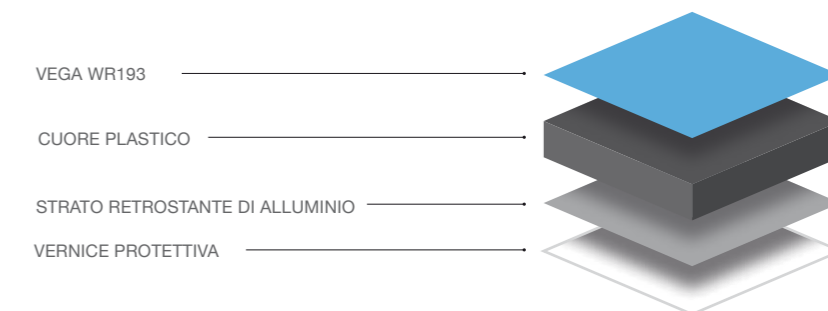 VEGA WR193
CUORE PLASTICO
STRATO RETROSTANTE DI ALLUMINIO
VERNICE PROTETTIVA